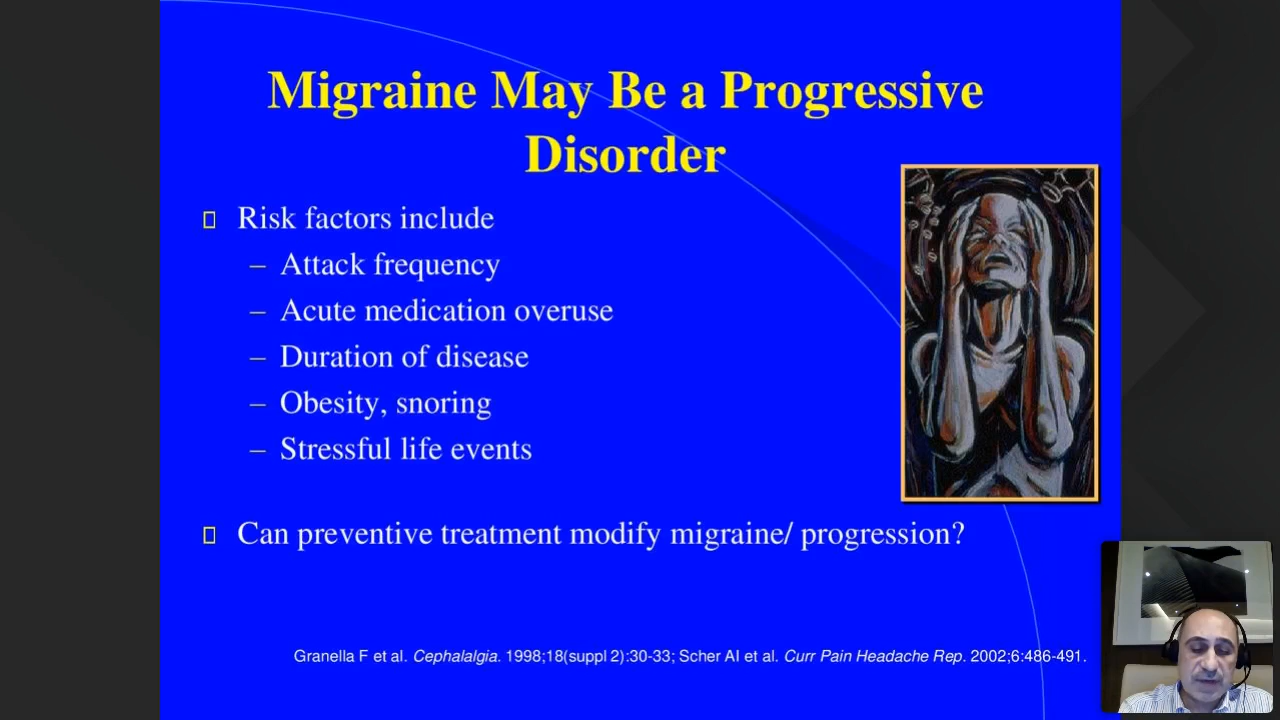 Migraine May Be a Progressive
Disorder
Risk factors include
– Attack frequency
– Acute medication overuse
– Duration of disease
– Obesity, snoring
– Stressful life events
Can preventive treatment modify migraine/ progression?
Granella F et al. Cephalalgia. 1998;18(suppl 2):30-33; Scher AI et al. Curr Pain Headache Rep. 2002;6:486-491.